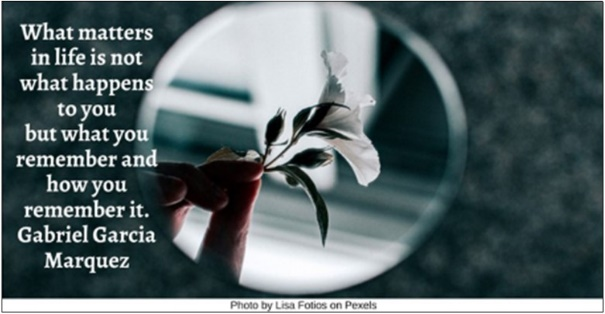 What matters
in life is not
what happens
to you
but what you
remember and
how you
remember it.
Gabriel Garcia
Marquez
Photo by Lisa Fotios on Pexels